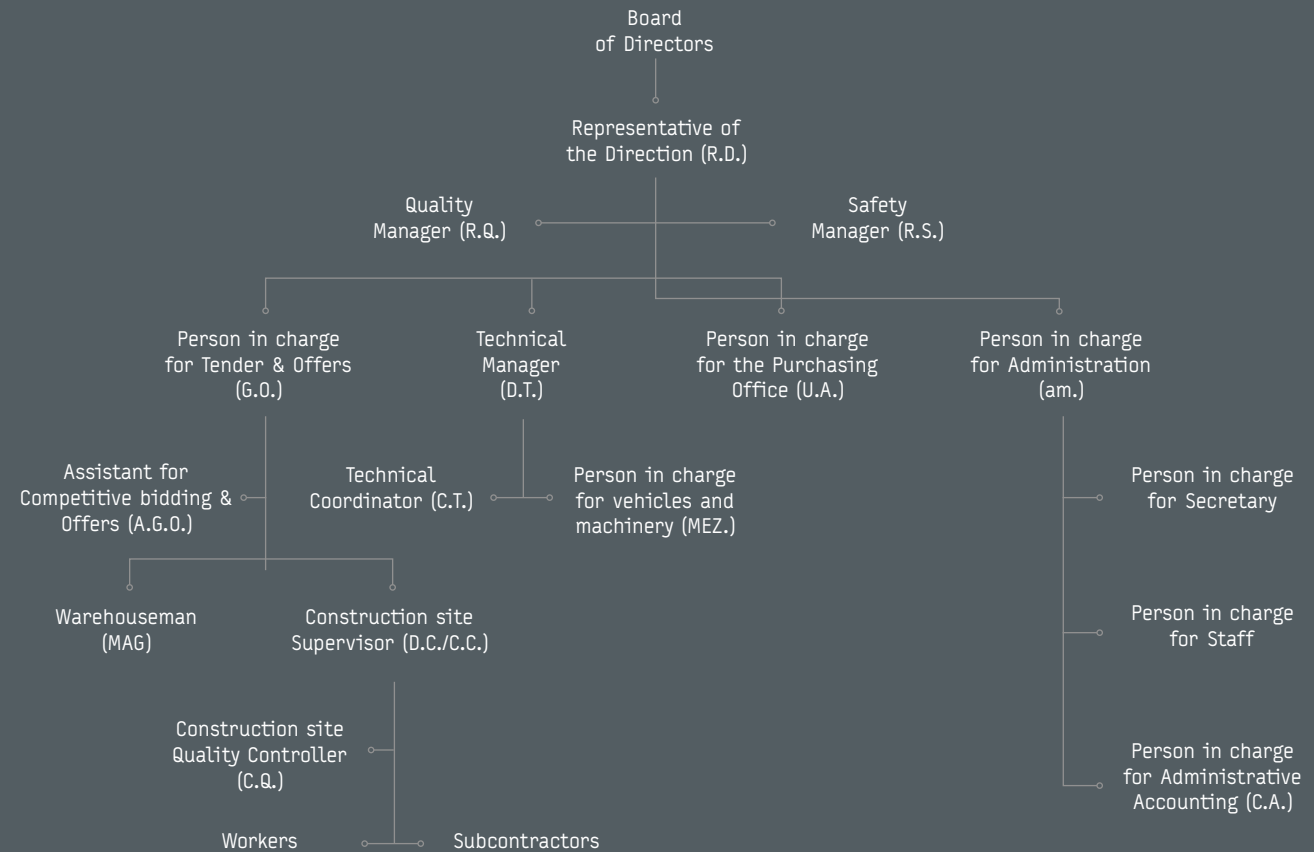 Board
of Directors
Representative of
the Direction (R.D.)
Quality
Manager (R.Q.)
Safety
Manager (R.S.)
Person in charge
for Tender & Offers
(G.O.)
Technical
Manager
(D.T.)
Person in charge
for the Purchasing
Office (U.A.)
Person in charge
for Administration
(am.)
Assistant for
Competitive bidding &
Offers (A.G.O.)
Technical
Coordinator (C.T.)
Person in charge
for vehicles and
machinery (MEZ.)
Person in charge
for Secretary
Warehouseman
(MAG)
Construction site
Supervisor (D.C./C.C.)
Person in charge
for Staff
Construction site
Quality Controller
(C.Q.)
Person in charge
for Administrative
Accounting (C.A.)
Workers
Subcontractors